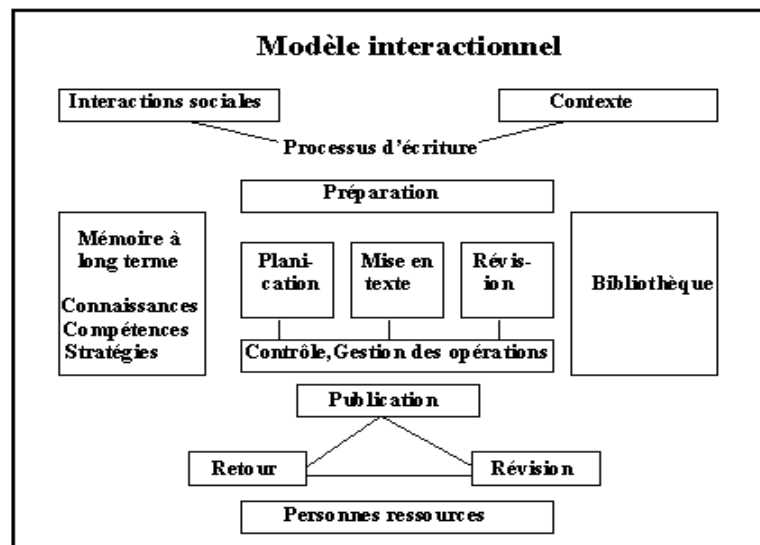 Modèle interactionnel
Interactions sociales
Contexte
Processus d'écriture
Préparation
Mémoire à
long terme
Connaissances
Compétences
Stratégies
Plani-
cation
Mise en
texte
Révis-
ion
Bibliothèque
Contrôle, Gestion des opérations
Publication
Retour
Révision
Personnes ressources